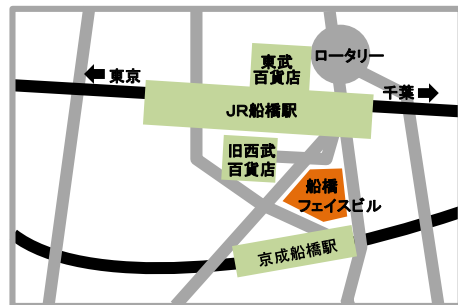 東武
百貨店
ロータリー
東京
千葉
JR船橋駅
旧西武
百貨店
船橋
フェイスビル
京成船橋駅